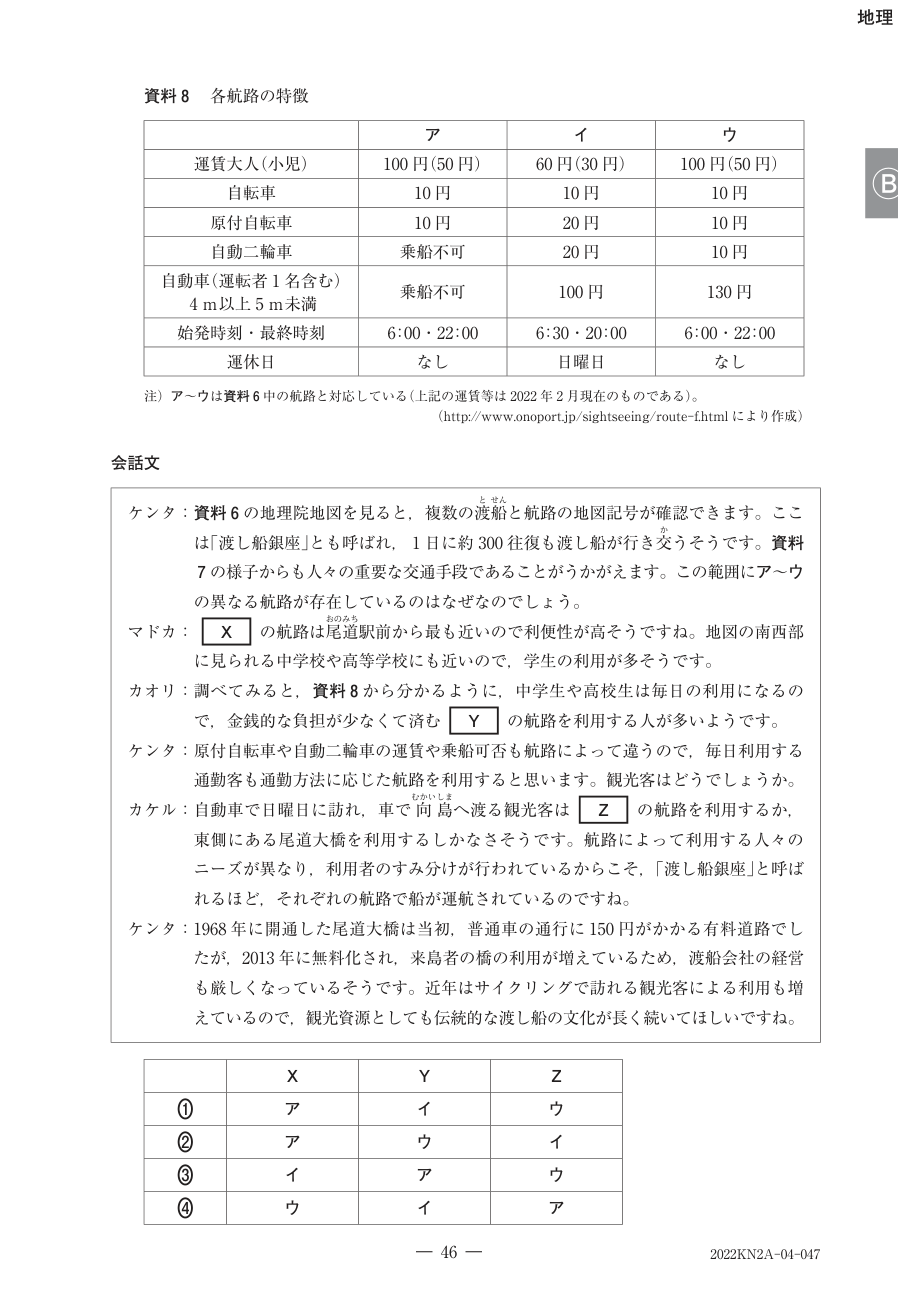 地理
Ⓑ
資料8 各航路の特徴
ア イ ウ
運賃大人(小児) 100円(50円) 60円(30円) 100円(50円)
自転車 10円 10円 10円
原付自転車 10円 20円 10円
自動二輪車 乗船不可 20円 10円
自動車(運転者1名含む)
4m以上5m未満 乗船不可 100円 130円
始発時刻・最終時刻 6:00・22:00 6:30・20:00 6:00・22:00
運休日 なし 日曜日 なし
注) ア〜ウは資料6中の航路と対応している(上記の運賃等は2022年2月現在のものである)。
(http://www.onoport.jp/sightseeing/route-f.htmlにより作成)
会話文
と せん
ケンタ:資料6の地理院地図を見ると,複数の渡船と航路の地図記号が確認できます。ここ
か
は「渡し船銀座」とも呼ばれ,1日に約300往復も渡し船が行き交うそうです。資料
7の様子からも人々の重要な交通手段であることがうかがえます。この範囲にア〜ウ
の異なる航路が存在しているのはなぜなのでしょう。
おのみち
マドカ: X の航路は尾道駅前から最も近いので利便性が高そうですね。地図の南西部
に見られる中学校や高等学校にも近いので,学生の利用が多そうです。
カオリ:調べてみると,資料8から分かるように,中学生や高校生は毎日の利用になるの
で,金銭的な負担が少なくて済む Y の航路を利用する人が多いようです。
ケンタ:原付自転車や自動二輪車の運賃や乗船可否も航路によって違うので,毎日利用する
通勤客も通勤方法に応じた航路を利用すると思います。観光客はどうでしょうか。
むかいしま
カケル:自動車で日曜日に訪れ,車で向島へ渡る観光客は Z の航路を利用するか,
東側にある尾道大橋を利用するしかなさそうです。航路によって利用する人々の
ニーズが異なり,利用者のすみ分けが行われているからこそ,「渡し船銀座」と呼ば
れるほど,それぞれの航路で船が運航されているのですね。
ケンタ:1968年に開通した尾道大橋は当初,普通車の通行に150円がかかる有料道路でし
たが,2013年に無料化され,来島者の橋の利用が増えているため,渡船会社の経営
も厳しくなっているそうです。近年はサイクリングで訪れる観光客による利用も増
えているので,観光資源としても伝統的な渡し船の文化が長く続いてほしいですね。
X Y Z
① ア イ ウ
② ア ウ イ
③ イ ア ウ
④ ウ イ ア
― 46 ―
2022KN2A-04-047